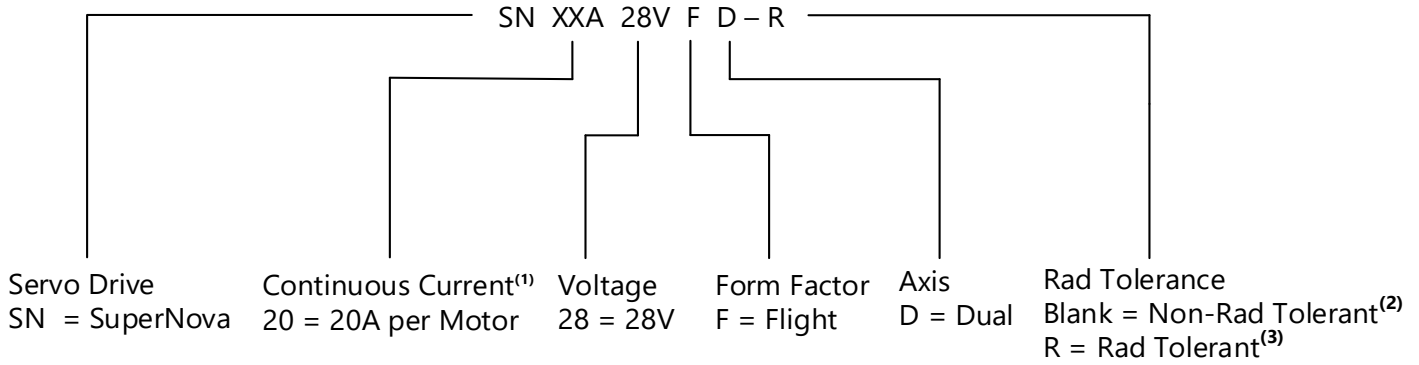 SN XXA 28V F D – R
Servo Drive
SN = SuperNova
Continuous Current(1)
20 = 20A per Motor
Voltage
28 = 28V
Form Factor
F = Flight
Axis
D = Dual
Rad Tolerance
Blank = Non-Rad Tolerant(2)
R = Rad Tolerant(3)